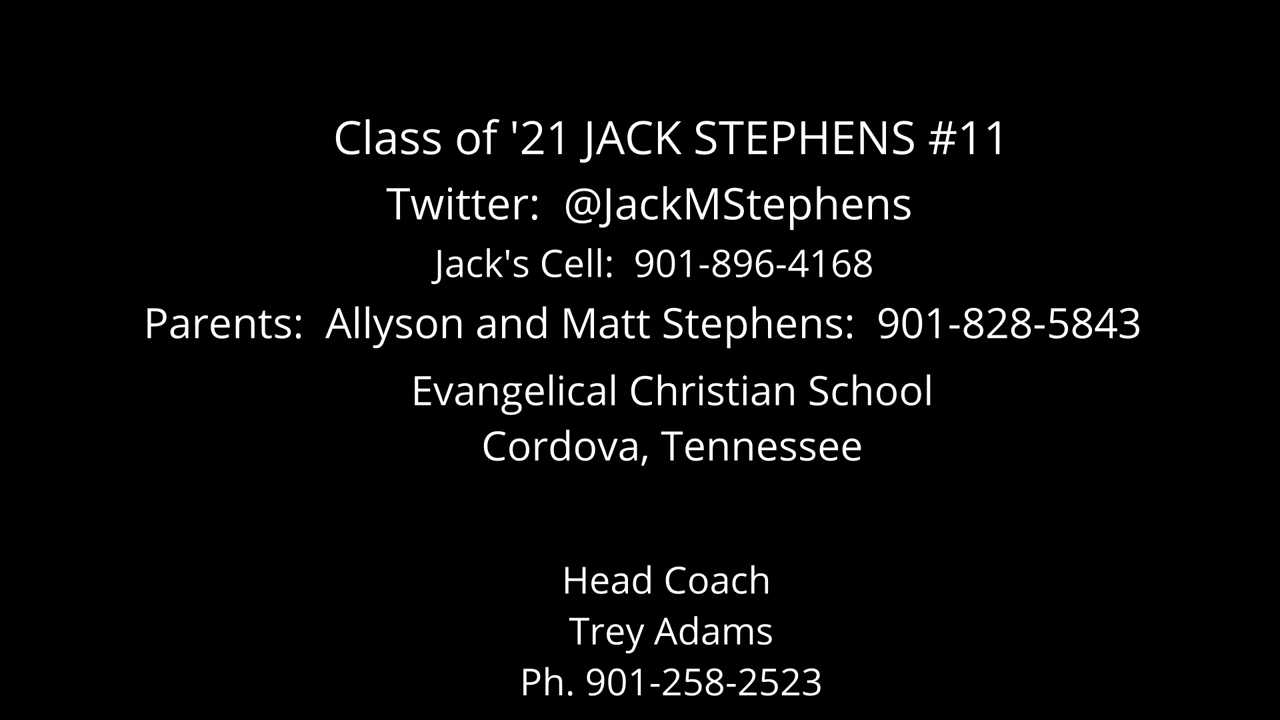 Class of '21 JACK STEPHENS #11
Twitter:  @JackMStephens
Jack's Cell:  901-896-4168
Parents:  Allyson and Matt Stephens:  901-828-5843
Evangelical Christian School
Cordova, Tennessee
Head Coach
Trey Adams
Ph. 901-258-2523